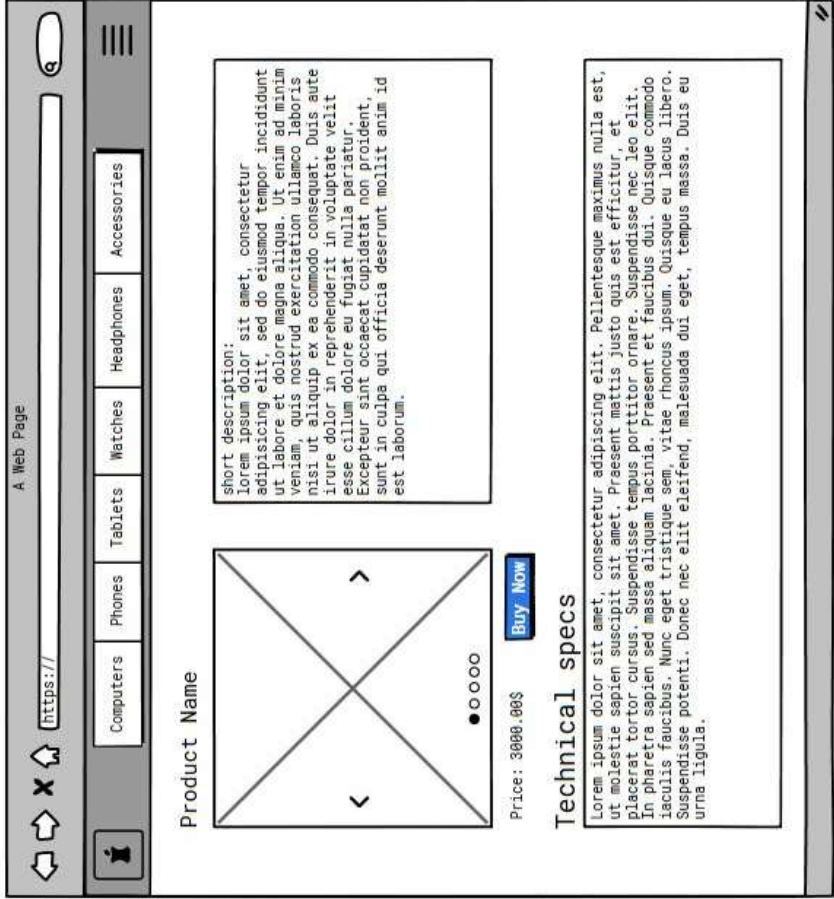 A Web Page
https://
Computers
Phones
Tablets
Watches
Headphones
Accessories
Product Name
short description:
lorem ipsum dolor sit amet, consectetur
adipisicing elit, sed do eiusmod tempor incididunt
ut labore et dolore magna aliqua. Ut enim ad minim
veniam, quis nostrud exercitation ullamco laboris
nisi ut aliquip ex ea commodo consequat. Duis aute
irure dolor in reprehenderit in voluptate velit
esse cillum dolore eu fugiat nulla pariatur.
Excepteur sint occaecat cupidatat non proident,
sunt in culpa qui officia deserunt mollit anim id
est laborum.
Price: 3000.00$
Buy Now
Technical specs
Lorem ipsum dolor sit amet, consectetur adipiscing elit. Pellentesque maximus nulla est,
ut molestie sapien suscipit sit amet. Praesent mattis justo quis est efficitur, et
placerat tortor cursus. Suspendisse tempus porttitor ornare. Suspendisse nec leo elit.
In pharetra sapien sed massa aliquam lacinia. Praesent et faucibus dui. Quisque commodo
iaculis faucibus. Nunc eget tristique sem, vitae rhoncus ipsum. Quisque eu lacus libero.
Suspendisse potenti. Donec nec elit eleifend, malesuada dui eget, tempus massa. Duis eu
urna ligula.